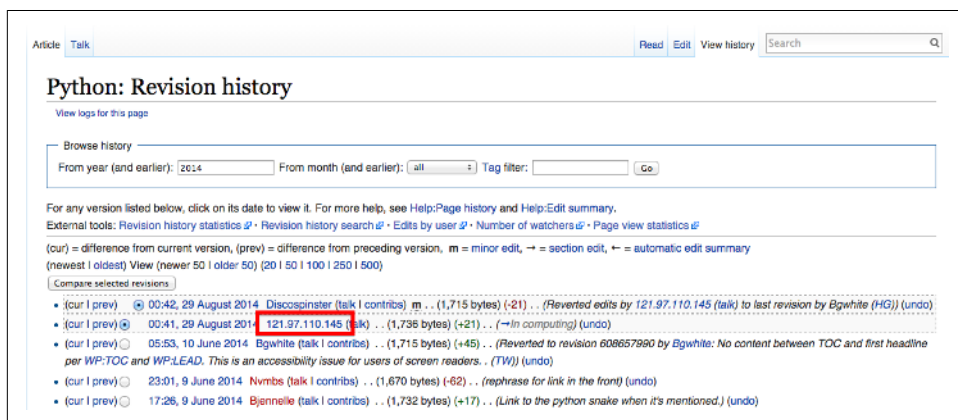 Article Talk Read Edit View history Search
Python: Revision history
View logs for this page
Browse history
From year (and earlier): 2014 From month (and earlier): all Tag filter: Go
For any version listed below, click on its date to view it. For more help, see Help:Page history and Help:Edit summary.
External tools: Revision history statistics · Revision history search · Edits by user · Number of watchers · Page view statistics
(cur) = difference from current version, (prev) = difference from preceding version, m = minor edit, → = section edit, ← = automatic edit summary
(newest | oldest) View (newer 50 | older 50) (20 | 50 | 100 | 250 | 500)
Compare selected revisions
• (cur | prev) 00:42, 29 August 2014 Discospinster (talk | contribs) m . . (1,715 bytes) (-21) . . (Reverted edits by 121.97.110.145 (talk) to last revision by Bgwhite (HG)) (undo)
• (cur | prev) 00:41, 29 August 2014 121.97.110.145 (talk) . . (1,736 bytes) (+21) . . (→In computing) (undo)
• (cur | prev) 05:53, 10 June 2014 Bgwhite (talk | contribs) . . (1,715 bytes) (+45) . . (Reverted to revision 608657990 by Bgwhite: No content between TOC and first headline
per WP:TOC and WP:LEAD. This is an accessibility issue for users of screen readers. . (TW)) (undo)
• (cur | prev) 23:01, 9 June 2014 Nvmbs (talk | contribs) . . (1,670 bytes) (-62) . . (rephrase for link in the front) (undo)
• (cur | prev) 17:26, 9 June 2014 Bjennelle (talk | contribs) . . (1,732 bytes) (+17) . . (Link to the python snake when it's mentioned.) (undo)